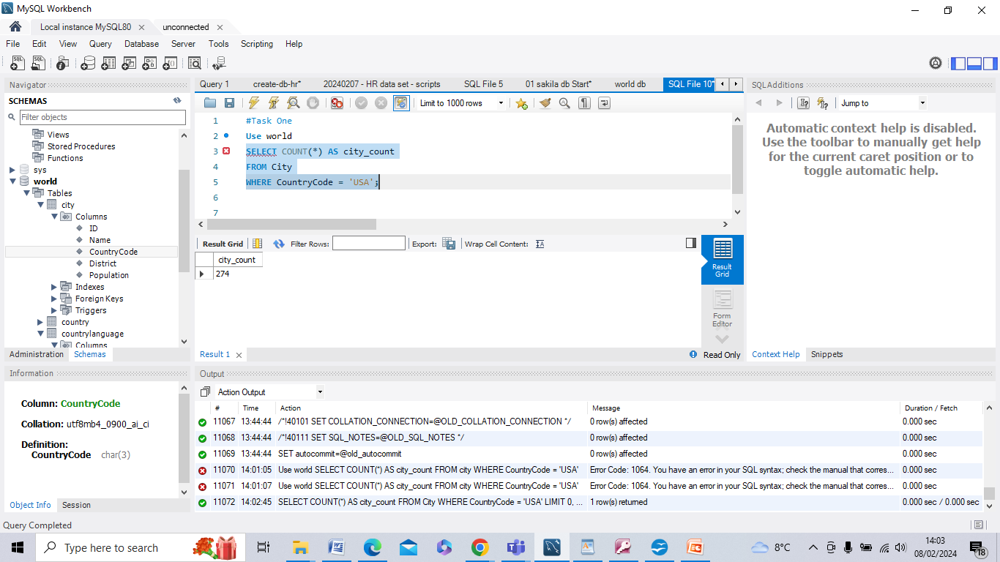 MySQL Workbench
Local instance MySQL80
unconnected
File Edit View Query Database Server Tools Scripting Help
Navigator
SCHEMAS
Filter objects
Views
Stored Procedures
Functions
sys
world
Tables
city
Columns
ID
Name
CountryCode
District
Population
Indexes
Foreign Keys
Triggers
country
countrylanguage
Columns
Administration Schemas
Information
Column: CountryCode
Collation: utf8mb4_0900_ai_ci
Definition:
CountryCode char(3)
Object Info Session
Query 1 create-db-hr* 20240207 - HR data set - scripts SQL File 5 01 sakila db Start* world db SQL File 10*
Limit to 1000 rows
1 #Task One
2 Use world
3 SELECT COUNT(*) AS city_count
4 FROM City
5 WHERE CountryCode = 'USA';
6
7
Result Grid Filter Rows: Export: Wrap Cell Content:
city_count
274
Result Grid
Form Editor
Result 1
Read Only
SQLAdditions
Jump to
Automatic context help is disabled.
Use the toolbar to manually get help
for the current caret position or to
toggle automatic help.
Context Help Snippets
Output
Action Output
# Time Action Message Duration / Fetch
11067 13:44:44 /*!40101 SET COLLATION_CONNECTION=@OLD_COLLATION_CONNECTION */ 0 row(s) affected 0.000 sec
11068 13:44:44 /*!40111 SET SQL_NOTES=@OLD_SQL_NOTES */ 0 row(s) affected 0.000 sec
11069 13:44:44 SET autocommit=@old_autocommit 0 row(s) affected 0.000 sec
11070 14:01:05 Use world SELECT COUNT(*) AS city_count FROM city WHERE CountryCode = 'USA' Error Code: 1064. You have an error in your SQL syntax; check the manual that corres... 0.000 sec
11071 14:01:07 Use world SELECT COUNT(*) AS city_count FROM city WHERE CountryCode = 'USA' Error Code: 1064. You have an error in your SQL syntax; check the manual that corres... 0.000 sec
11072 14:02:45 SELECT COUNT(*) AS city_count FROM City WHERE CountryCode = 'USA' LIMIT 0, ... 1 row(s) returned 0.000 sec / 0.000 sec
Query Completed
Type here to search
8°C
14:03
08/02/2024
18